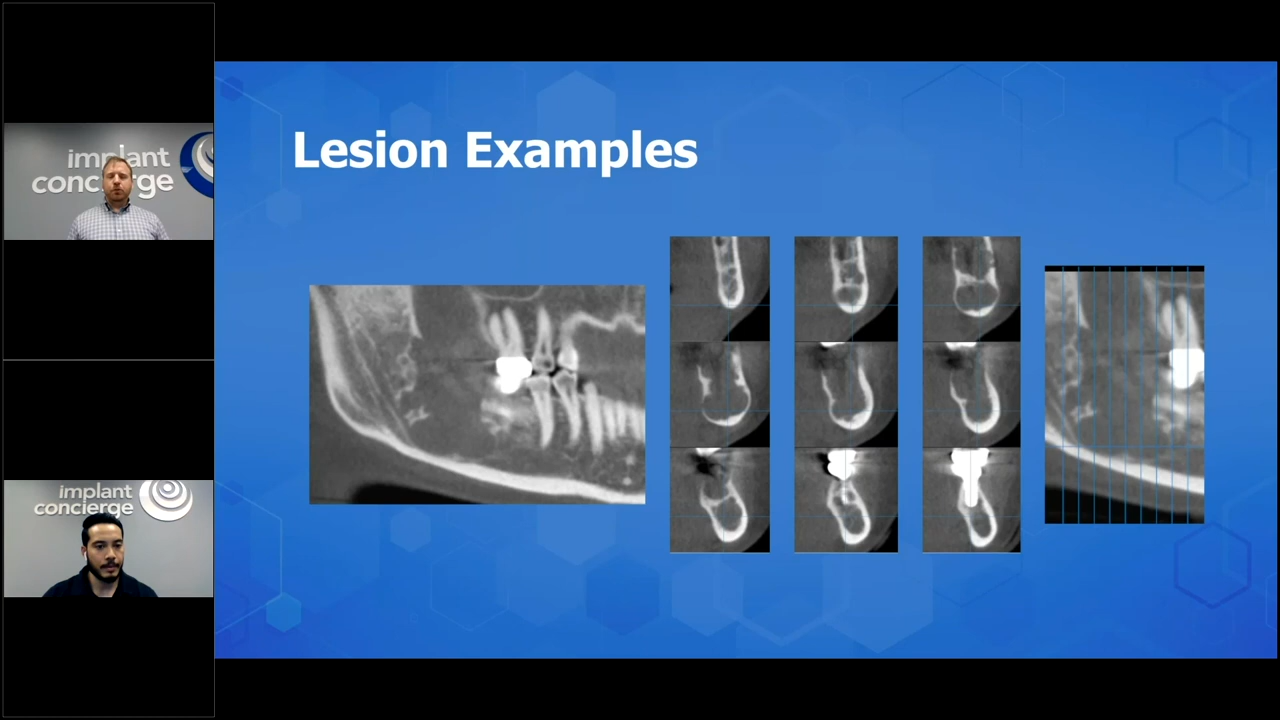 Lesion Examples
implant
concierge
implant
concierge